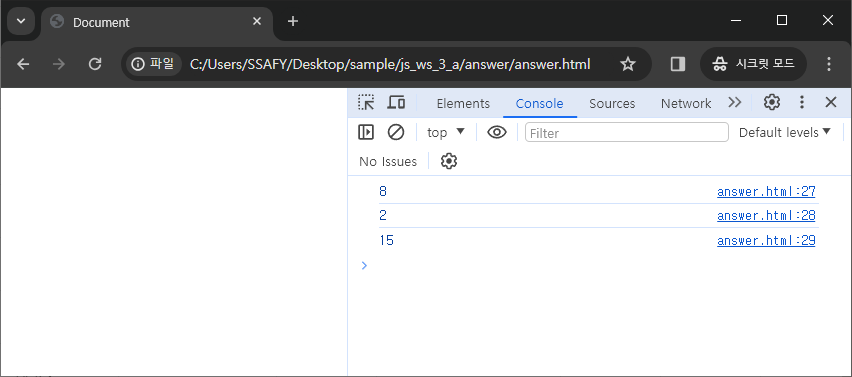 Document
파일 C:/Users/SSAFY/Desktop/sample/js_ws_3_a/answer/answer.html 시크릿 모드
Elements Console Sources Network
top Filter Default levels
No Issues
8 answer.html:27
2 answer.html:28
15 answer.html:29